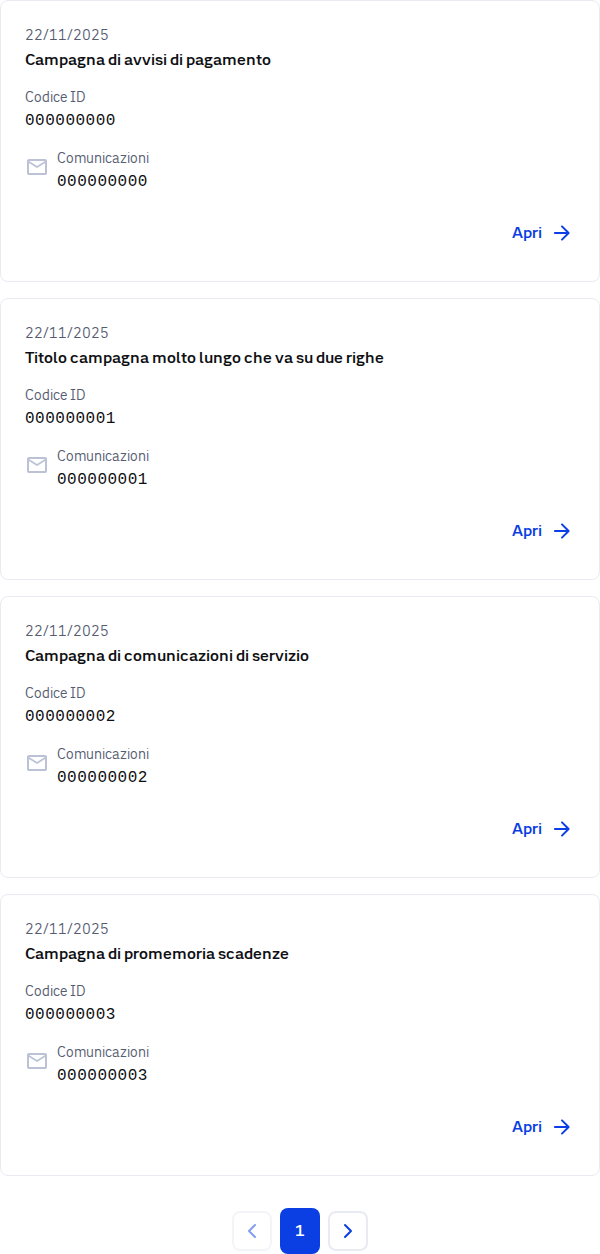 22/11/2025
Campagna di avvisi di pagamento
Codice ID
000000000
Comunicazioni
000000000
Apri
22/11/2025
Titolo campagna molto lungo che va su due righe
Codice ID
000000001
Comunicazioni
000000001
Apri
22/11/2025
Campagna di comunicazioni di servizio
Codice ID
000000002
Comunicazioni
000000002
Apri
22/11/2025
Campagna di promemoria scadenze
Codice ID
000000003
Comunicazioni
000000003
Apri
1